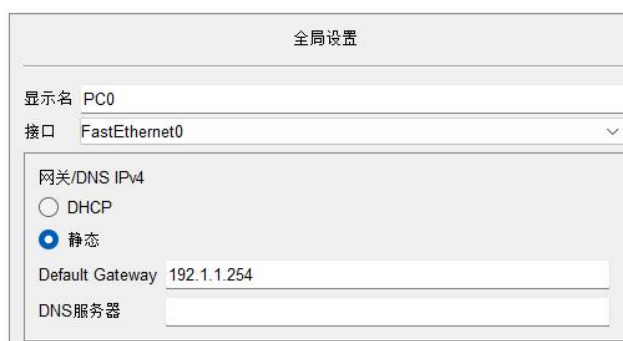 全局设置
显示名 PC0
接口 FastEthernet0
网关/DNS IPv4
DHCP
静态
Default Gateway 192.1.1.254
DNS服务器